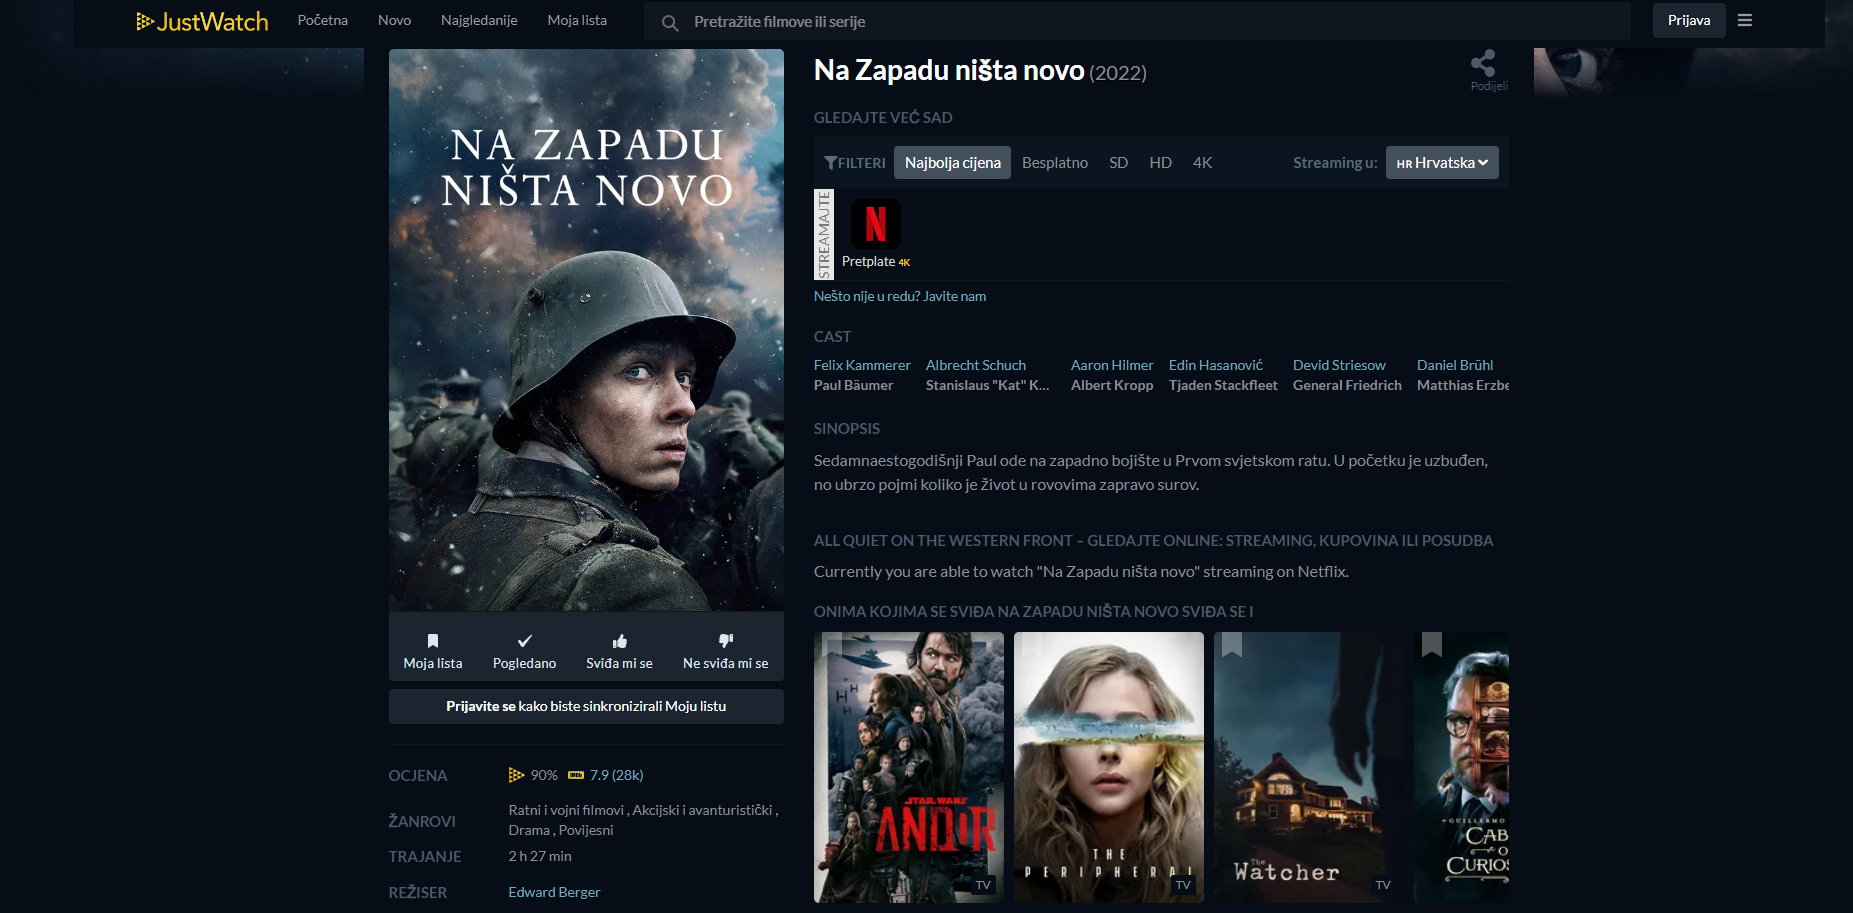 JustWatch
Početna Novo Najgledanije Moja lista
Pretražite filmove ili serije
Prijava
NA ZAPADU
NIŠTA NOVO
Moja lista Pogledano Sviđa mi se Ne sviđa mi se
Prijavite se kako biste sinkronizirali Moju listu
OCJENA 90% IMDb 7.9 (28k)
ŽANROVI Ratni i vojni filmovi , Akcijski i avanturistički ,
Drama , Povijesni
TRAJANJE 2 h 27 min
REŽISER Edward Berger
Na Zapadu ništa novo (2022)
Podijeli
GLEDAJTE VEĆ SAD
FILTERI Najbolja cijena Besplatno SD HD 4K Streaming u: HR Hrvatska
STREAMAJTE
N
Pretplate 4K
Nešto nije u redu? Javite nam
CAST
Felix Kammerer Albrecht Schuch Aaron Hilmer Edin Hasanović Devid Striesow Daniel Brühl
Paul Bäumer Stanislaus "Kat" K... Albert Kropp Tjaden Stackfleet General Friedrich Matthias Erzbe
SINOPSIS
Sedamnaestogodišnji Paul ode na zapadno bojište u Prvom svjetskom ratu. U početku je uzbuđen,
no ubrzo pojmi koliko je život u rovovima zapravo surov.
ALL QUIET ON THE WESTERN FRONT – GLEDAJTE ONLINE: STREAMING, KUPOVINA ILI POSUDBA
Currently you are able to watch "Na Zapadu ništa novo" streaming on Netflix.
ONIMA KOJIMA SE SVIĐA NA ZAPADU NIŠTA NOVO SVIĐA SE I
STAR WARS
ANDOR
TV
THE
PERIPHERAL
TV
The
Watcher
TV
GUILLERMO
CAB
O
CURIOS